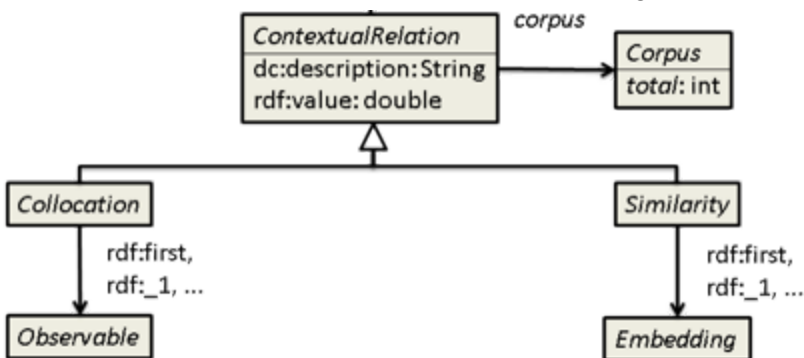 ContextualRelation
dc:description: String
rdf:value: double
corpus
Corpus
total: int
Collocation
Similarity
rdf:first,
rdf:_1, ...
rdf:first,
rdf:_1, ...
Observable
Embedding